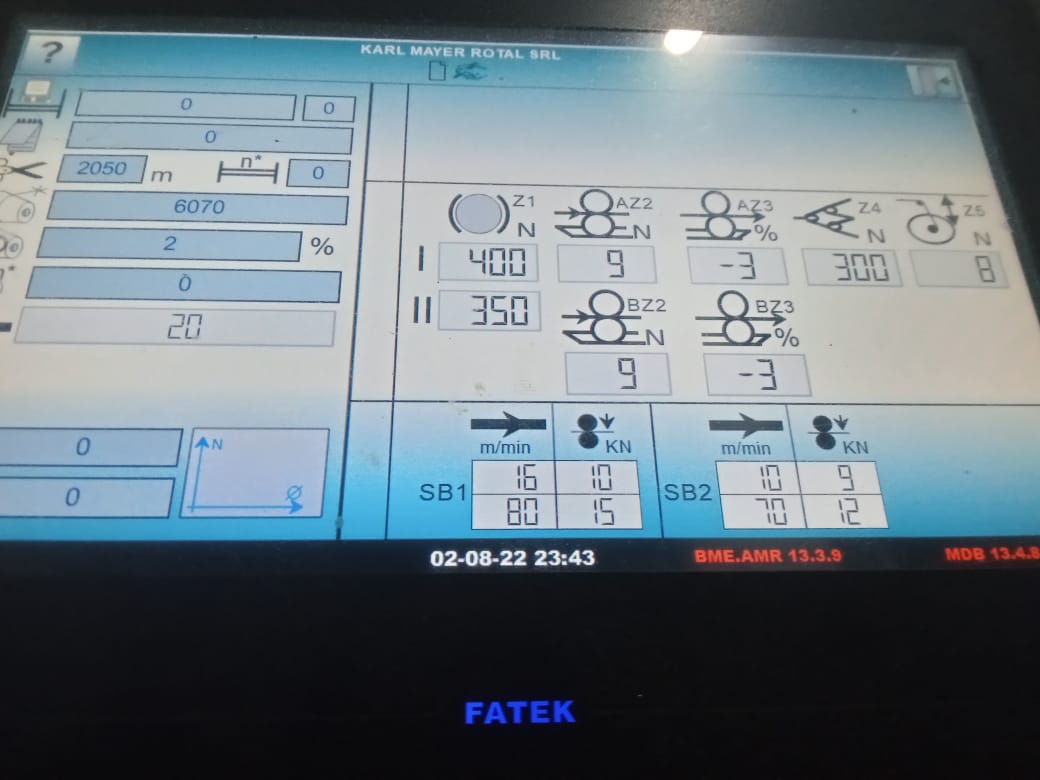 ?
KARL MAYER ROTAL SRL
0 0
0
2050 m n* 0
6070
2 %
0
20
Z1 N AZ2 N AZ3 % Z4 N Z5 N
I 400 9 -3 300 8
II 350 BZ2 N BZ3 %
9 -3
0 N
0 Ø
m/min KN m/min KN
SB1 16 10 SB2 10 9
80 15 70 12
02-08-22 23:43 BME.AMR 13.3.9 MDB 13.4.8
FATEK